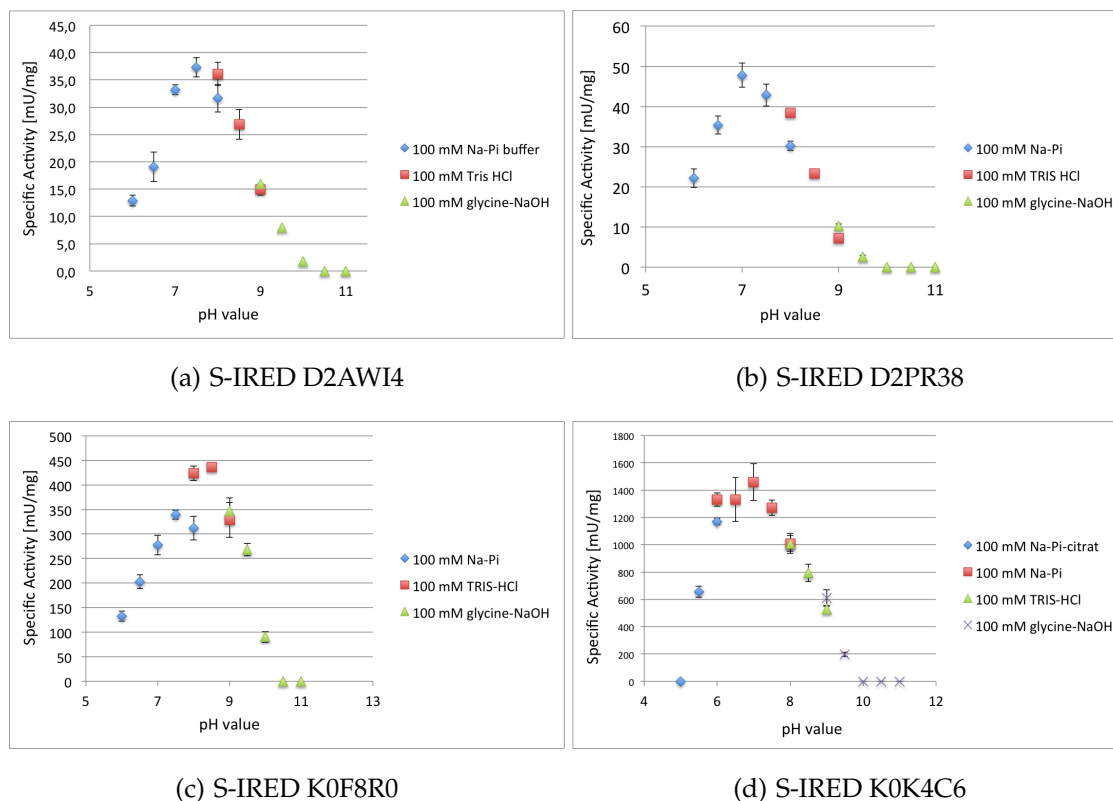 45,0
40,0
35,0
30,0
25,0
20,0
15,0
10,0
5,0
0,0
5 7 9 11
Specific Activity [mU/mg]
pH value
100 mM Na-Pi buffer
100 mM Tris HCl
100 mM glycine-NaOH
(a) S-IRED D2AWI4
60
50
40
30
20
10
0
5 7 9 11
Specific Activity [mU/mg]
pH value
100 mM Na-Pi
100 mM TRIS HCl
100 mM glycine-NaOH
(b) S-IRED D2PR38
500
450
400
350
300
250
200
150
100
50
0
5 7 9 11 13
Specific Activity [mU/mg]
pH value
100 mM Na-Pi
100 mM TRIS-HCl
100 mM glycine-NaOH
(c) S-IRED K0F8R0
1800
1600
1400
1200
1000
800
600
400
200
0
4 6 8 10 12
Specific Activity [mU/mg]
pH value
100 mM Na-Pi-citrat
100 mM Na-Pi
100 mM TRIS-HCl
100 mM glycine-NaOH
(d) S-IRED K0K4C6